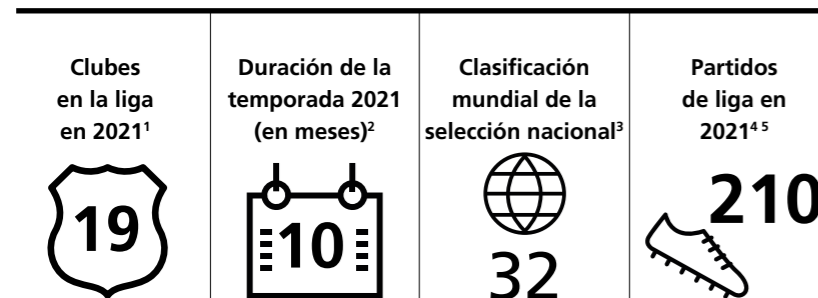 Clubes
en la liga
en 2021¹
19
Duración de la
temporada 2021
(en meses)²
10
Clasificación
mundial de la
selección nacional³
32
Partidos
de liga en
2021⁴ ⁵
210